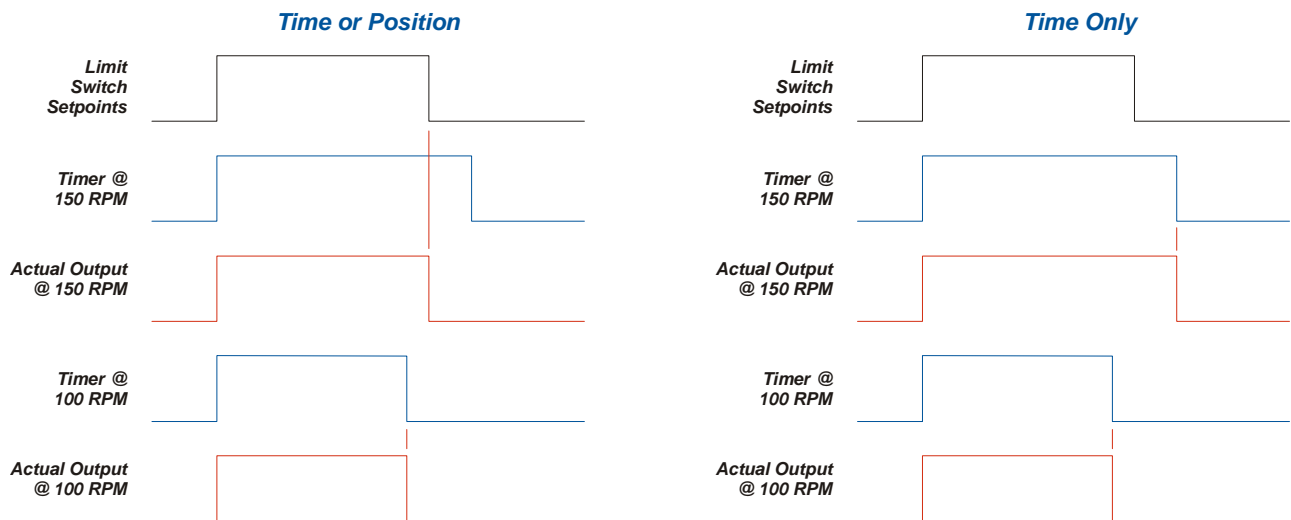 Time or Position
Limit
Switch
Setpoints
Timer @
150 RPM
Actual Output
@ 150 RPM
Timer @
100 RPM
Actual Output
@ 100 RPM
Time Only
Limit
Switch
Setpoints
Timer @
150 RPM
Actual Output
@ 150 RPM
Timer @
100 RPM
Actual Output
@ 100 RPM